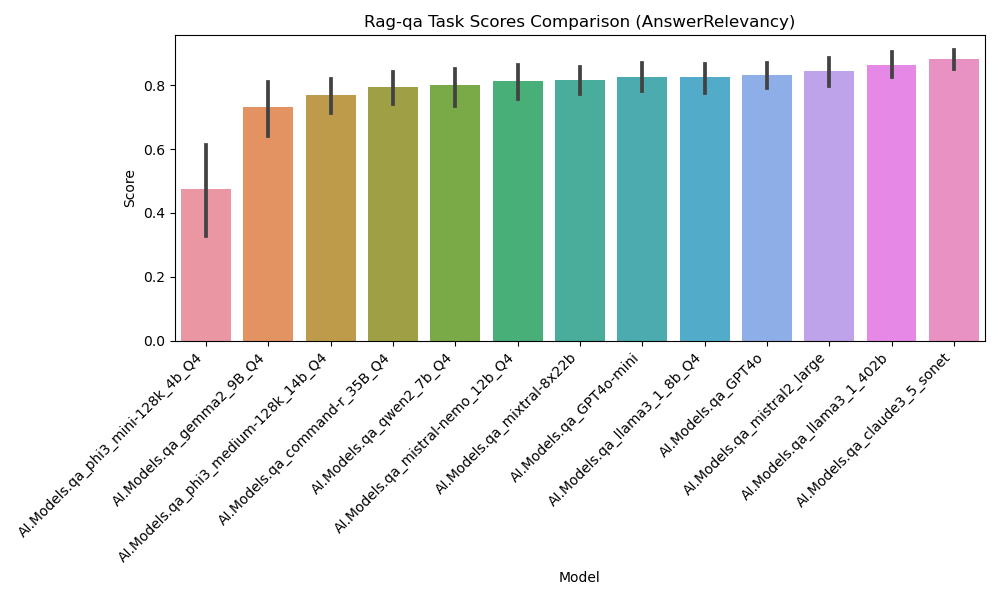 Rag-qa Task Scores Comparison (AnswerRelevancy)
Score
0.8
0.6
0.4
0.2
0.0
AI.Models.qa_phi3_mini-128k_4b_Q4
AI.Models.qa_gemma2_9B_Q4
AI.Models.qa_phi3_medium-128k_14b_Q4
AI.Models.qa_command-r_35B_Q4
AI.Models.qa_qwen2_7b_Q4
AI.Models.qa_mistral-nemo_12b_Q4
AI.Models.qa_mixtral-8x22b
AI.Models.qa_GPT4o-mini
AI.Models.qa_llama3_1_8b_Q4
AI.Models.qa_GPT4o
AI.Models.qa_mistral2_large
AI.Models.qa_llama3_1_402b
AI.Models.qa_claude3_5_sonet
Model